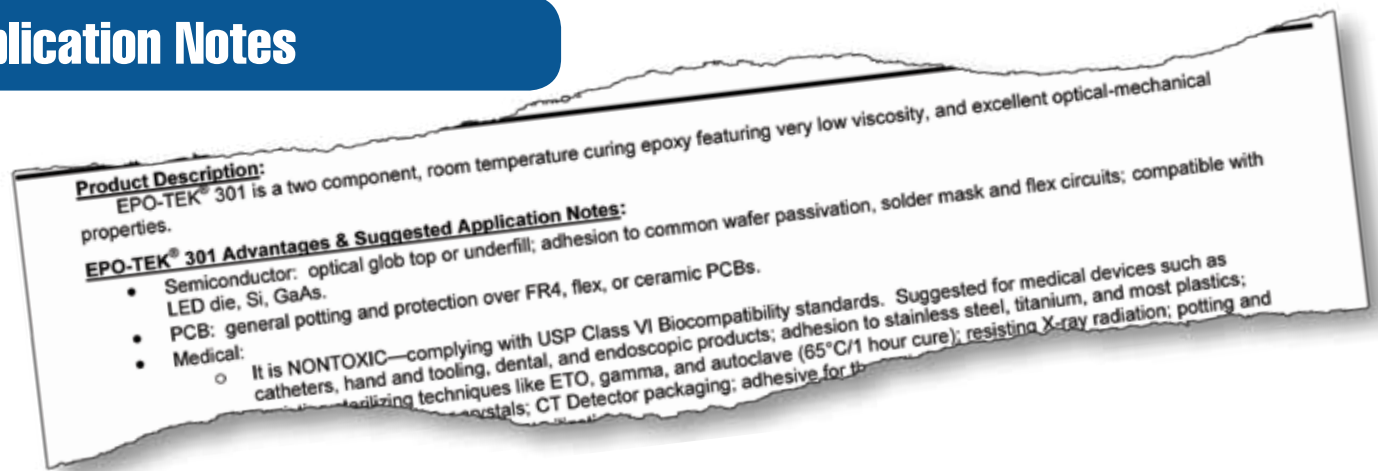 plication Notes
Product Description:
EPO-TEK® 301 is a two component, room temperature curing epoxy featuring very low viscosity, and excellent optical-mechanical
properties.
EPO-TEK® 301 Advantages & Suggested Application Notes:
• Semiconductor: optical glob top or underfill; adhesion to common wafer passivation, solder mask and flex circuits; compatible with
LED die, Si, GaAs.
• PCB: general potting and protection over FR4, flex, or ceramic PCBs.
• Medical:
○ It is NONTOXIC—complying with USP Class VI Biocompatibility standards. Suggested for medical devices such as
catheters, hand and tooling, dental, and endoscopic products; adhesion to stainless steel, titanium, and most plastics;
techniques like ETO, gamma, and autoclave (65°C/1 hour cure); resisting X-ray radiation; potting and
CT Detector packaging; adhesive for